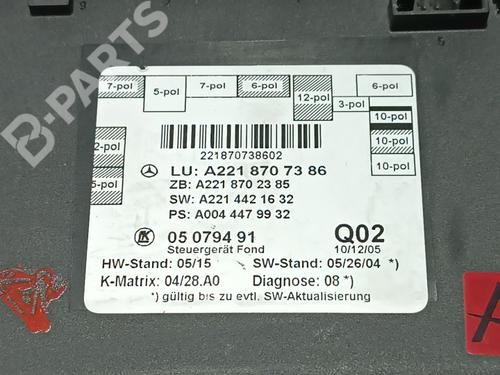 B-PARTS
7-pol 5-pol 7-pol 6-pol 12-pol 3-pol 6-pol
10-pol
10-pol
10-pol
2-pol
5-pol
221870738602
LU: A221 870 73 86
ZB: A221 870 23 85
SW: A221 442 16 32
PS: A004 447 99 32
05 0794 91
Steuergerät Fond
Q02
10/12/05
HW-Stand: 05/15 SW-Stand: 05/26/04 *)
K-Matrix: 04/28.A0 Diagnose: 08 *)
*) gültig bis zu evtl. SW-Aktualisierung